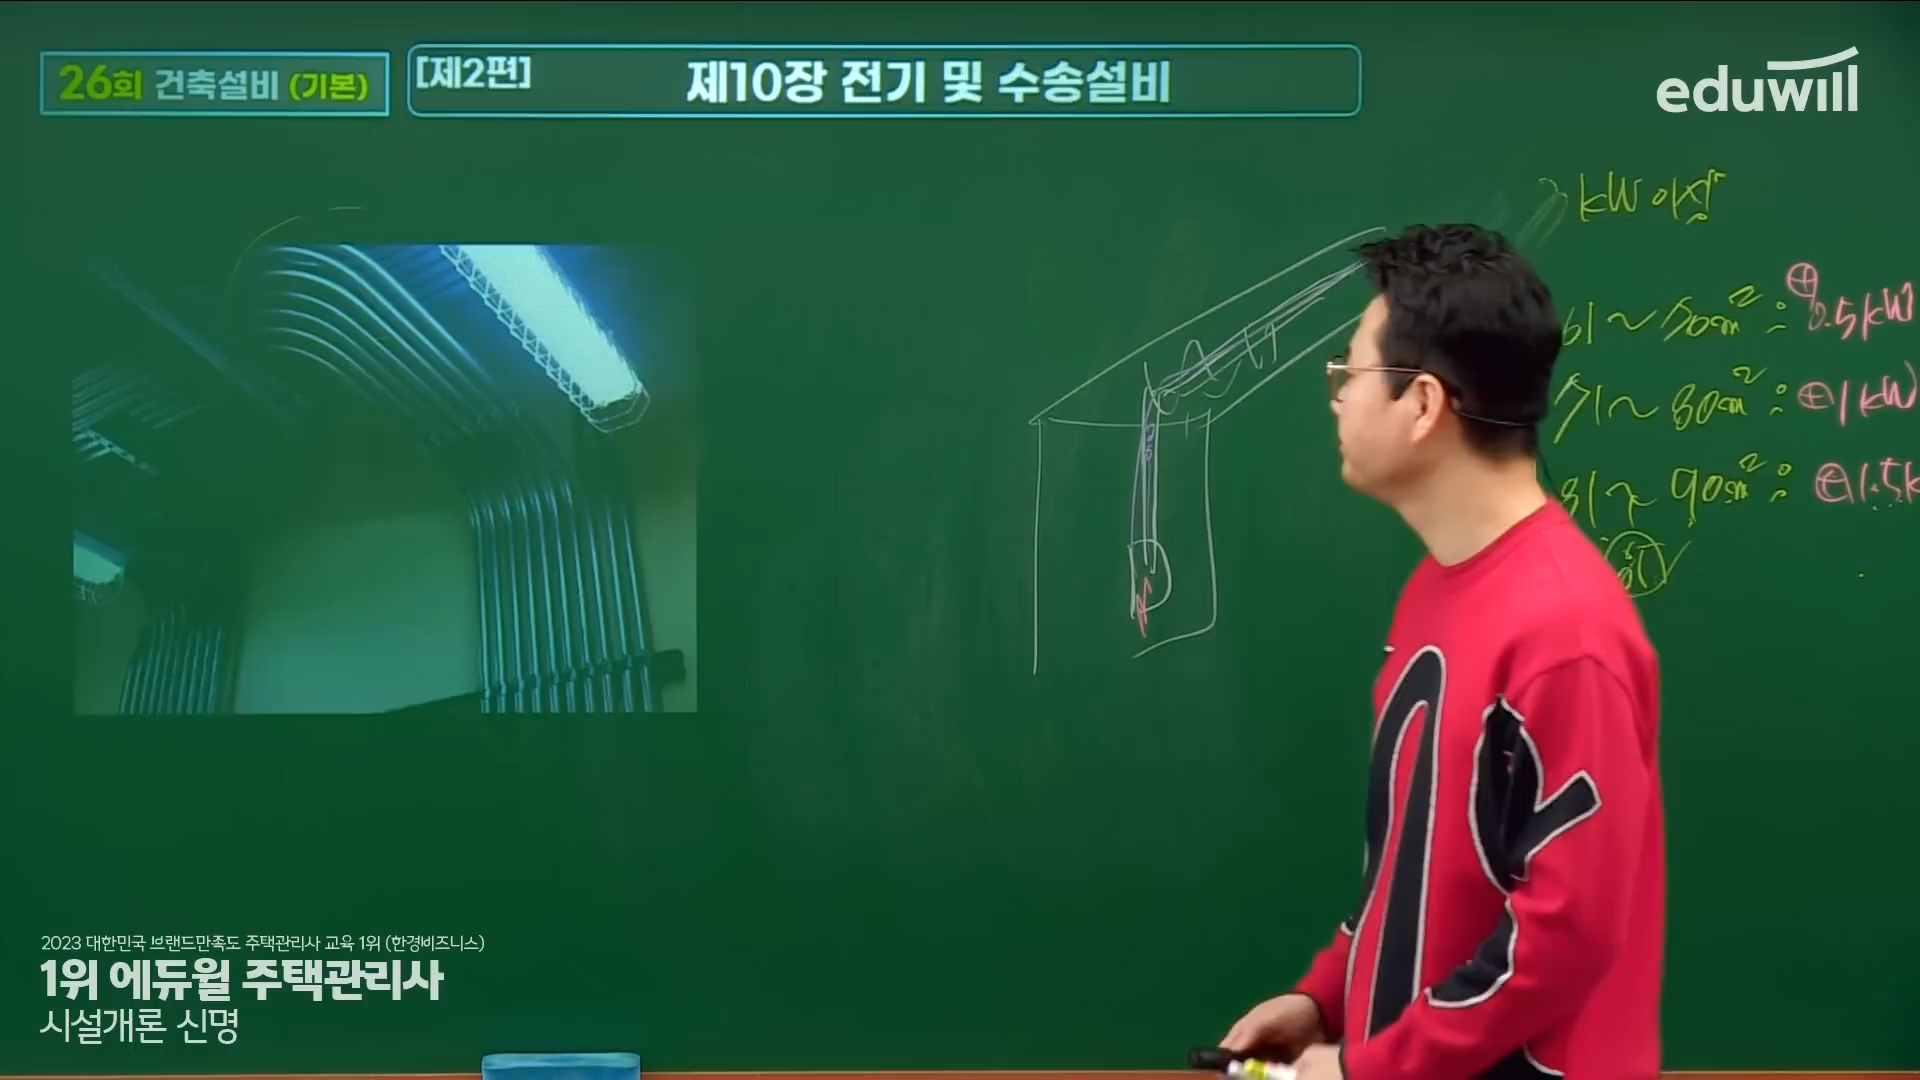 26회 건축설비 (기본)
[제2편]
제10장 전기 및 수송설비
eduwill
kW 이상
61~70㎡ : ⊕0.5kW
71~80㎡ : ⊕1kW
81~90㎡ : ⊕1.5k
2023 대한민국 브랜드만족도 주택관리사 교육 1위 (한경비즈니스)
1위 에듀윌 주택관리사
시설개론 신명